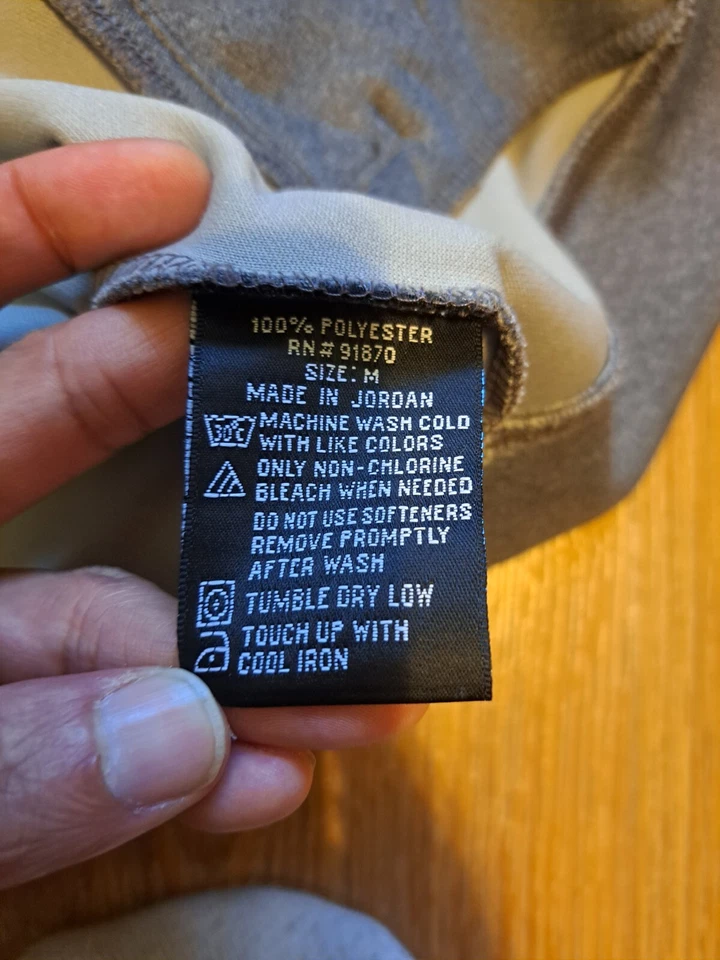 100% POLYESTER
RN# 91870
SIZE: M
MADE IN JORDAN
30C MACHINE WASH COLD
WITH LIKE COLORS
ONLY NON-CHLORINE
BLEACH WHEN NEEDED
DO NOT USE SOFTENERS
REMOVE PROMPTLY
AFTER WASH
TUMBLE DRY LOW
TOUCH UP WITH
COOL IRON